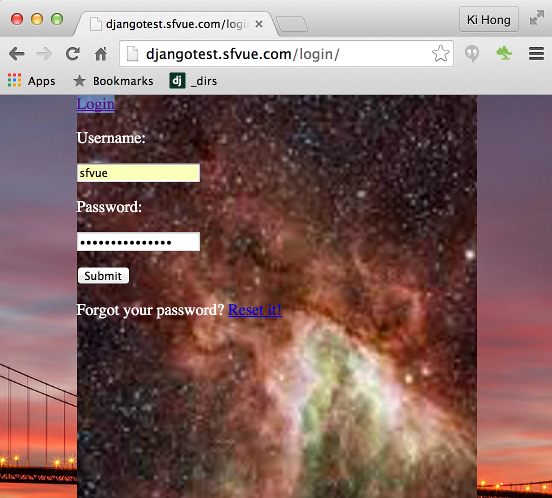 djangotest.sfvue.com/logi
Ki Hong
djangotest.sfvue.com/login/
Apps
Bookmarks
dj
_dirs
Login
Username:
sfvue
Password:
•••••••••••••••
Submit
Forgot your password? Reset it!